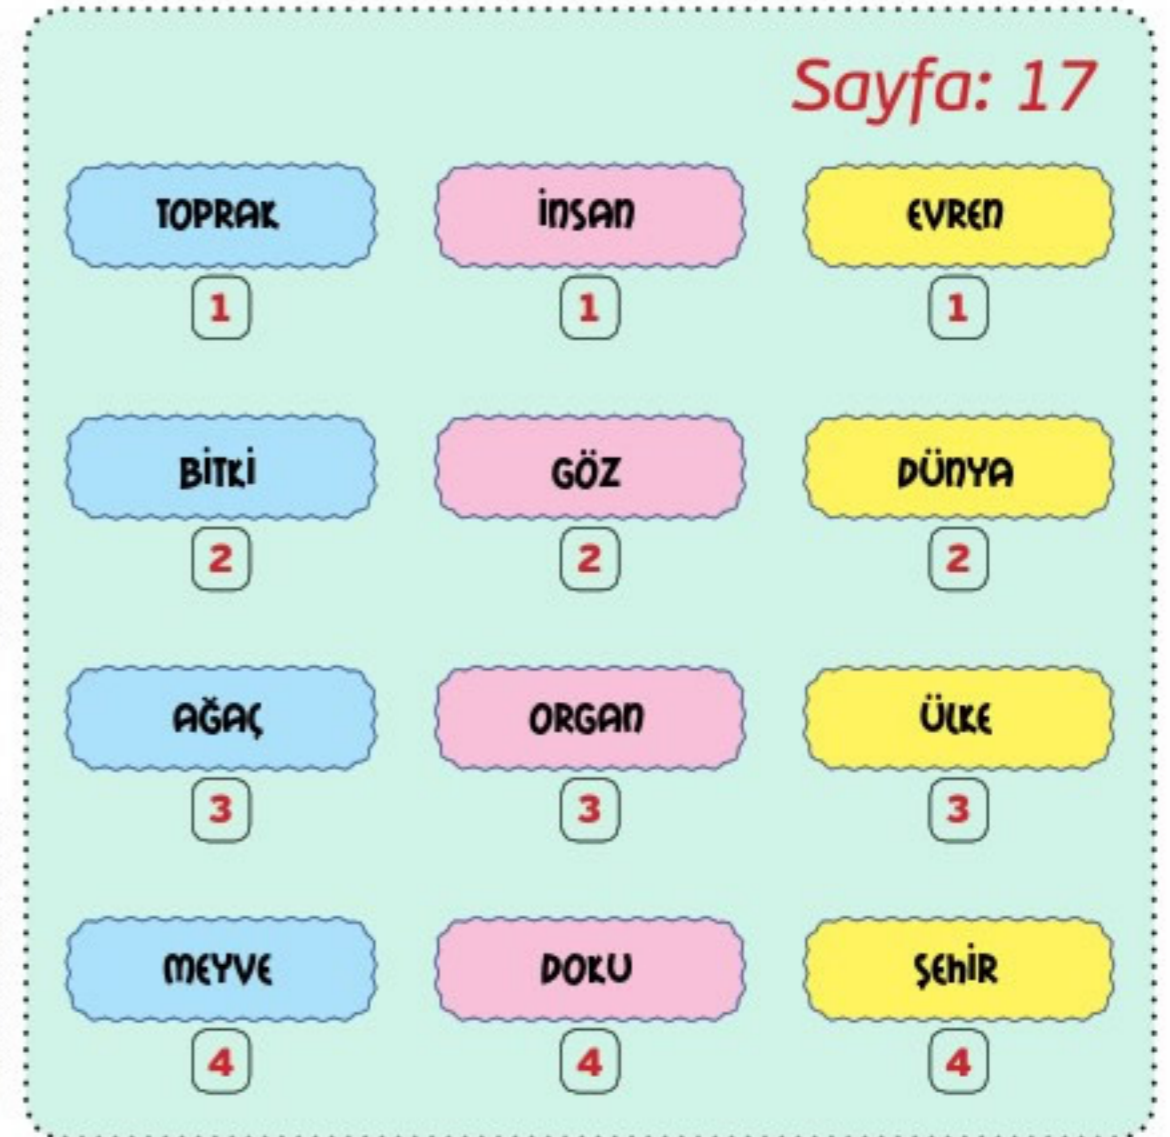 Sayfa: 17
TOPRAK İNSAN EVREN
1 1 1
BİTKİ GÖZ DÜNYA
2 2 2
AĞAÇ ORGAN ÜLKE
3 3 3
MEYVE DOKU ŞEHİR
4 4 4